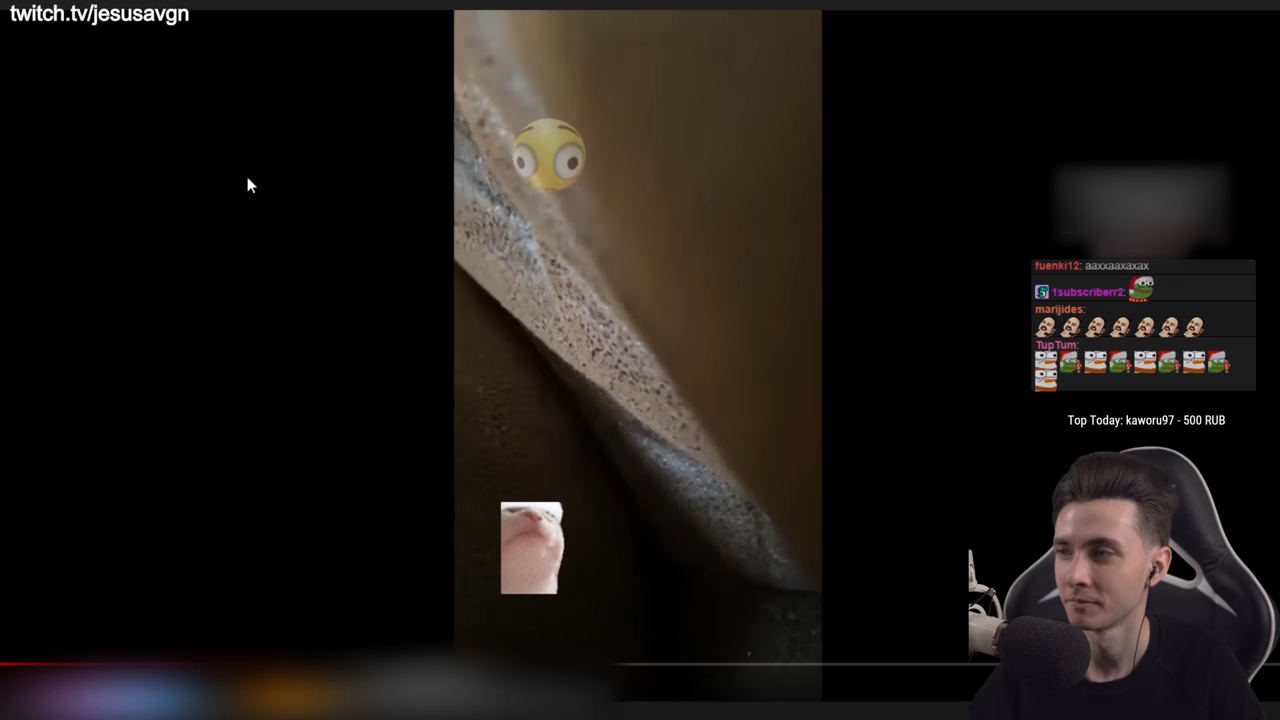 twitch.tv/jesusavgn
fuenki12: aaxxaaxaxax
1subscriberr2:
marijides:
TupTum:
Top Today: kaworu97 - 500 RUB